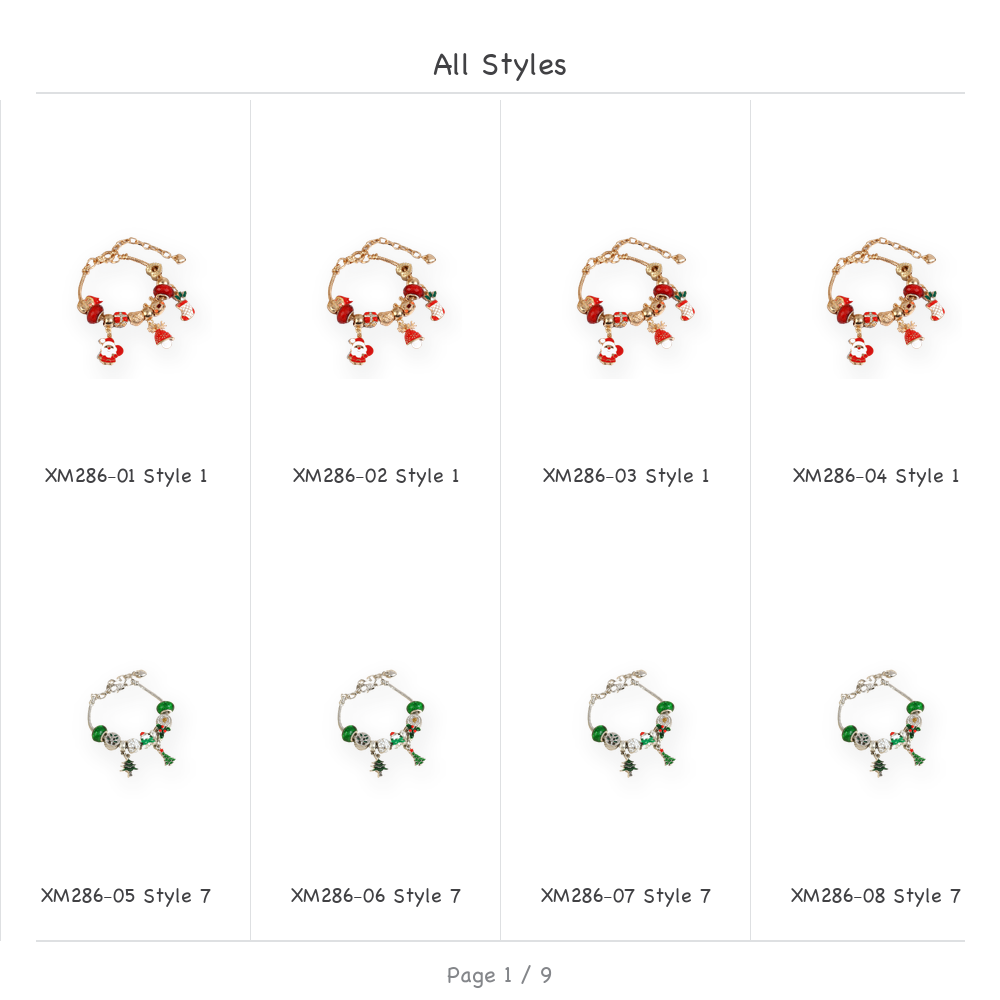 All Styles
XM286-01 Style 1
XM286-02 Style 1
XM286-03 Style 1
XM286-04 Style 1
XM286-05 Style 7
XM286-06 Style 7
XM286-07 Style 7
XM286-08 Style 7
Page 1 / 9